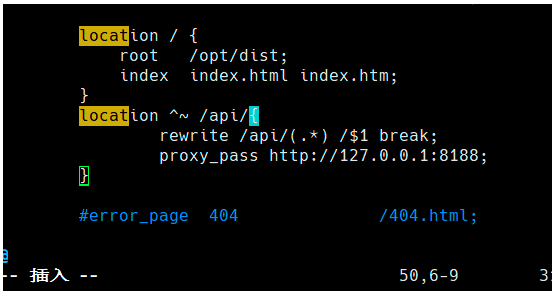 location / {
root   /opt/dist;
index  index.html index.htm;
}
location ^~ /api/{
rewrite /api/(.*) /$1 break;
proxy_pass http://127.0.0.1:8188;
}
#error_page  404              /404.html;
@
-- 插入 --                              50,6-9